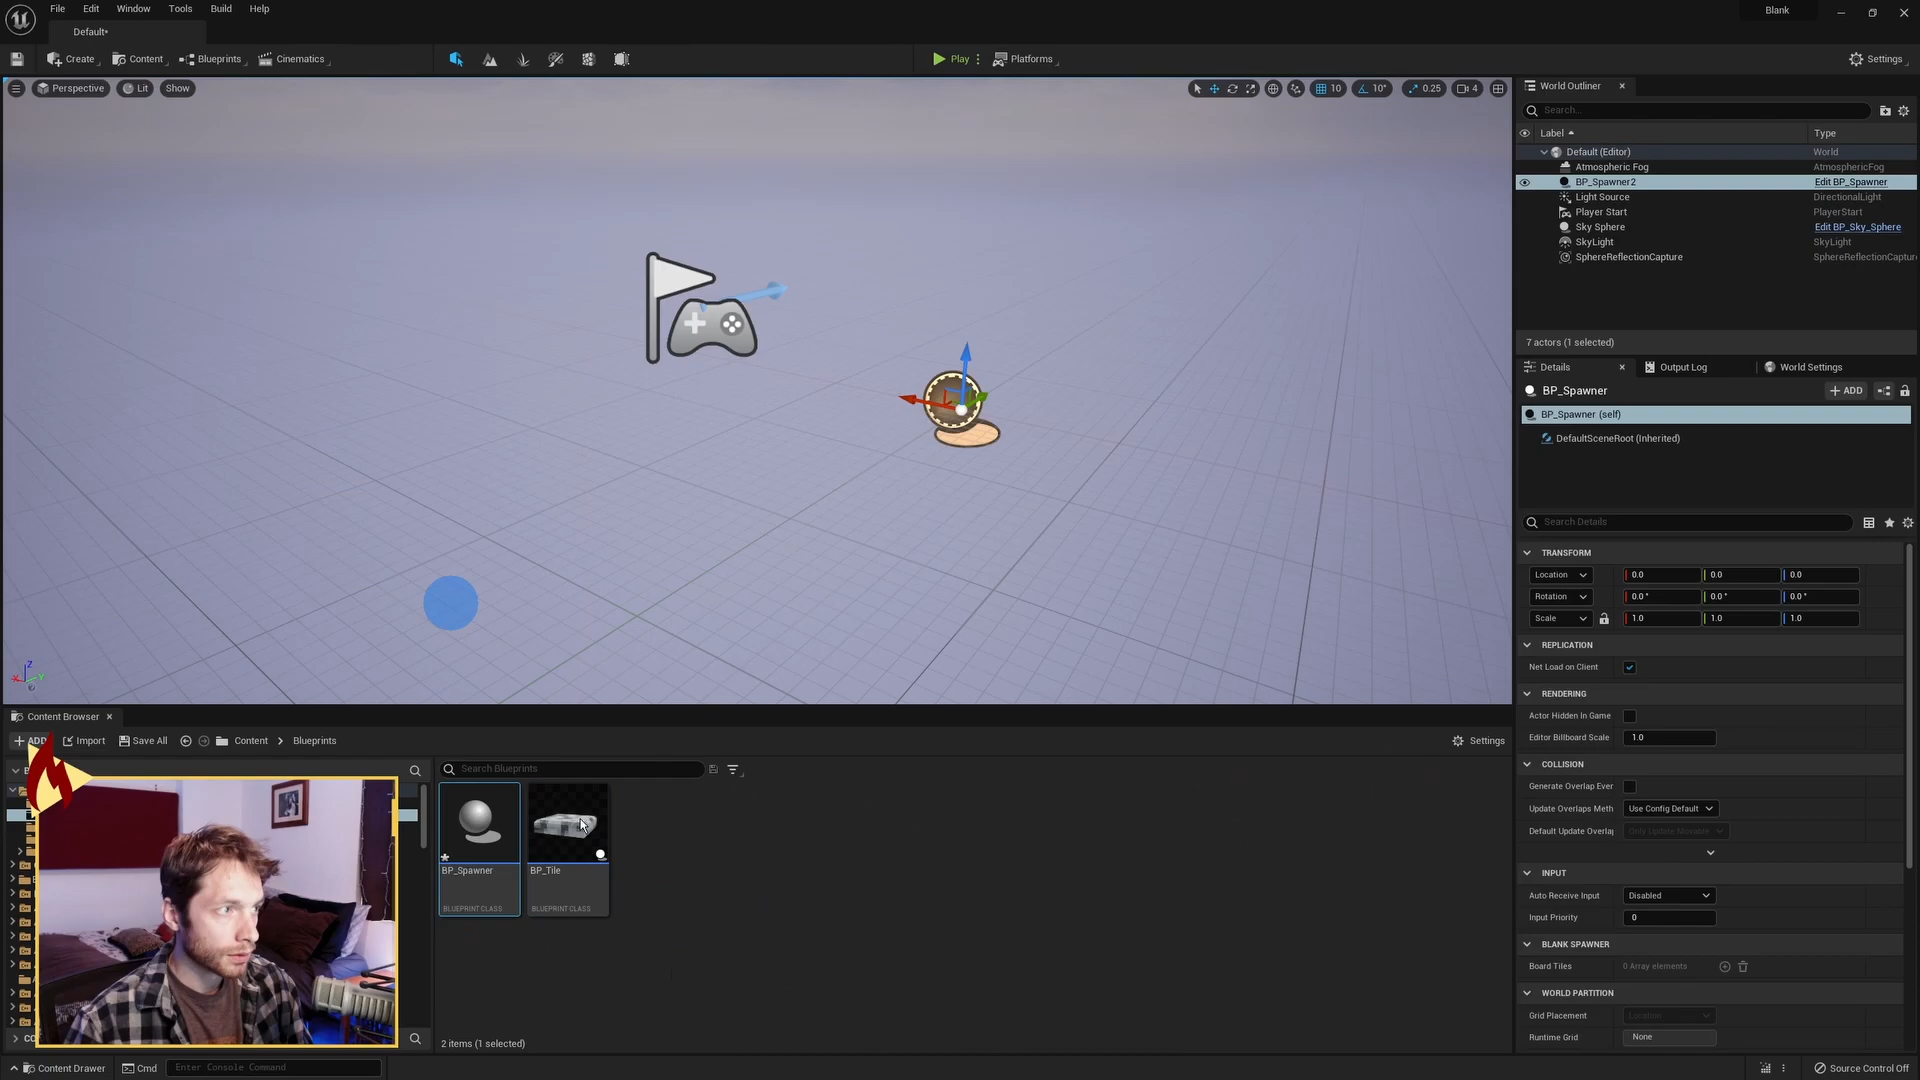 File Edit Window Tools Build Help
Blank
Default*
Create Content Blueprints Cinematics Play Platforms Settings
Perspective Lit Show 10 10° 0.25 4
World Outliner
Search...
Label Type
Default (Editor) World
Atmospheric Fog AtmosphericFog
BP_Spawner2 Edit BP_Spawner
Light Source DirectionalLight
Player Start PlayerStart
Sky Sphere Edit BP_Sky_Sphere
SkyLight SkyLight
SphereReflectionCapture SphereReflectionCapture
7 actors (1 selected)
Details Output Log World Settings
BP_Spawner ADD
BP_Spawner (self)
DefaultSceneRoot (Inherited)
Search Details
TRANSFORM
Location 0.0 0.0 0.0
Rotation 0.0 ° 0.0 ° 0.0 °
Scale 1.0 1.0 1.0
REPLICATION
Net Load on Client
RENDERING
Actor Hidden In Game
Editor Billboard Scale 1.0
COLLISION
Generate Overlap Ever
Update Overlaps Meth Use Config Default
Default Update Overlap Only Update Movable
INPUT
Auto Receive Input Disabled
Input Priority 0
BLANK SPAWNER
Board Tiles 0 Array elements
WORLD PARTITION
Grid Placement Location
Runtime Grid None
Z
X Y
Content Browser
ADD Import Save All Content Blueprints Settings
Search Blueprints
BP_Spawner BP_Tile
BLUEPRINT CLASS BLUEPRINT CLASS
2 items (1 selected)
Content Drawer Cmd Enter Console Command Source Control Off